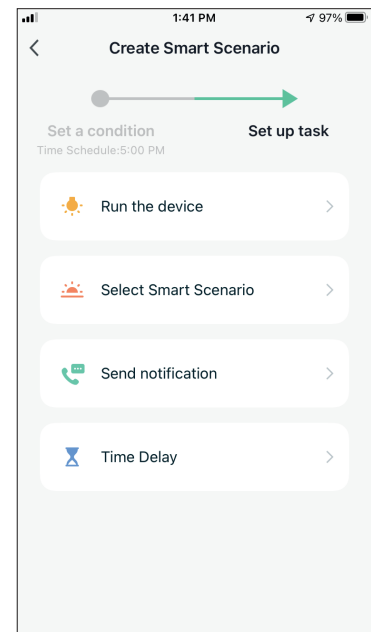 1:41 PM 97%
Create Smart Scenario
Set a condition Set up task
Time Schedule:5:00 PM
Run the device
Select Smart Scenario
Send notification
Time Delay